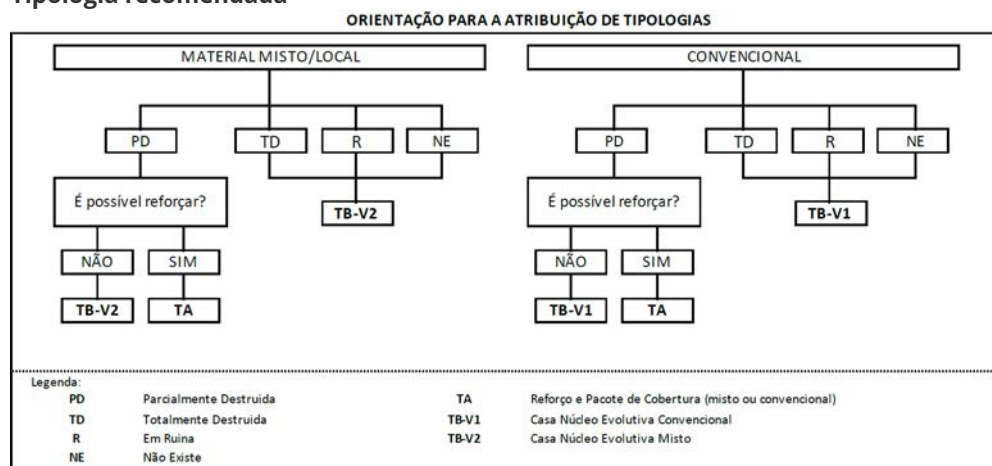 Tipologia recomendada
ORIENTAÇÃO PARA A ATRIBUIÇÃO DE TIPOLOGIAS
MATERIAL MISTO/LOCAL
PD TD R NE
É possível reforçar?
TB-V2
NÃO SIM
TB-V2 TA
CONVENCIONAL
PD TD R NE
É possível reforçar?
TB-V1
NÃO SIM
TB-V1 TA
Legenda:
PD Parcialmente Destruida
TD Totalmente Destruida
R Em Ruina
NE Não Existe
TA Reforço e Pacote de Cobertura (misto ou convencional)
TB-V1 Casa Núcleo Evolutiva Convencional
TB-V2 Casa Núcleo Evolutiva Misto